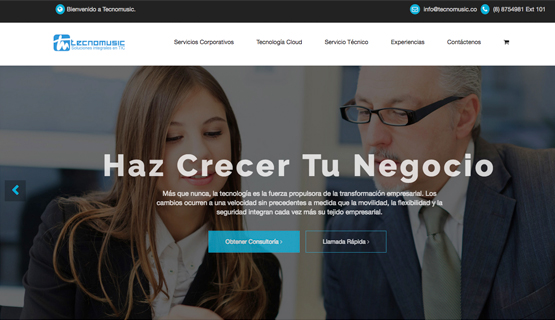 Bienvenido a Tecnomusic.
info@tecnomusic.co
(8) 8754981 Ext 101
tecnomusic
Soluciones integrales en TIC
Servicios Corporativos
Tecnología Cloud
Servicio Técnico
Experiencias
Contáctenos
Haz Crecer Tu Negocio
Más que nunca, la tecnología es la fuerza propulsora de la transformación empresarial. Los
cambios ocurren a una velocidad sin precedentes a medida que la movilidad, la flexibilidad y la
seguridad integran cada vez más su tejido empresarial.
Obtener Consultoría ›
Llamada Rápida ›